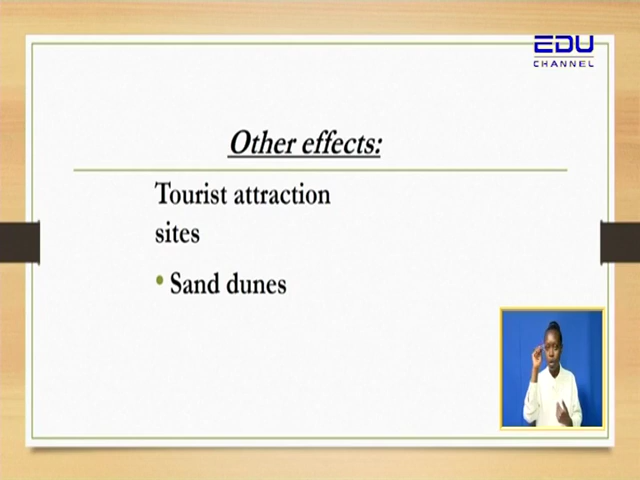 EDU
CHANNEL
Other effects:
Tourist attraction
sites
• Sand dunes